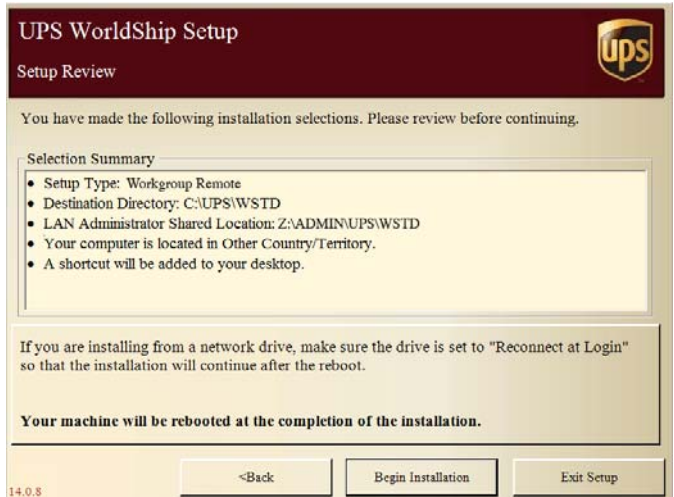 UPS WorldShip Setup
ups
Setup Review
You have made the following installation selections. Please review before continuing.
Selection Summary
• Setup Type: Workgroup Remote
• Destination Directory: C:\UPS\WSTD
• LAN Administrator Shared Location: Z:\ADMIN\UPS\WSTD
• Your computer is located in Other Country/Territory.
• A shortcut will be added to your desktop.
If you are installing from a network drive, make sure the drive is set to "Reconnect at Login"
so that the installation will continue after the reboot.
Your machine will be rebooted at the completion of the installation.
14.0.8
<Back
Begin Installation
Exit Setup